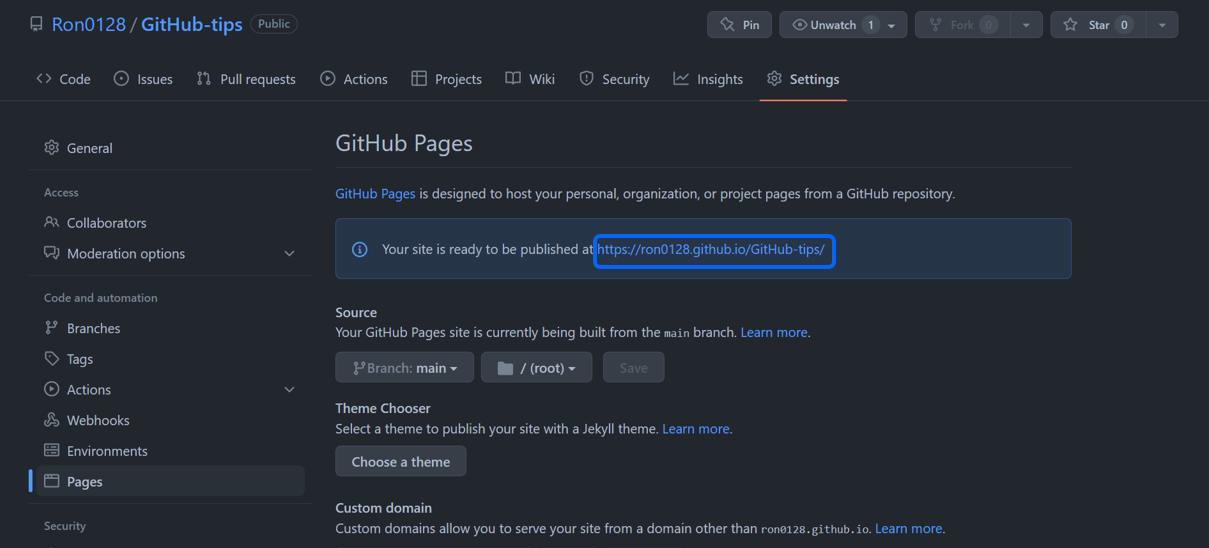 Ron0128 / GitHub-tips Public
Pin Unwatch 1 Fork 0 Star 0
Code Issues Pull requests Actions Projects Wiki Security Insights Settings
General
Access
Collaborators
Moderation options
Code and automation
Branches
Tags
Actions
Webhooks
Environments
Pages
Security
GitHub Pages
GitHub Pages is designed to host your personal, organization, or project pages from a GitHub repository.
Your site is ready to be published at https://ron0128.github.io/GitHub-tips/
Source
Your GitHub Pages site is currently being built from the main branch. Learn more.
Branch: main / (root) Save
Theme Chooser
Select a theme to publish your site with a Jekyll theme. Learn more.
Choose a theme
Custom domain
Custom domains allow you to serve your site from a domain other than ron0128.github.io. Learn more.